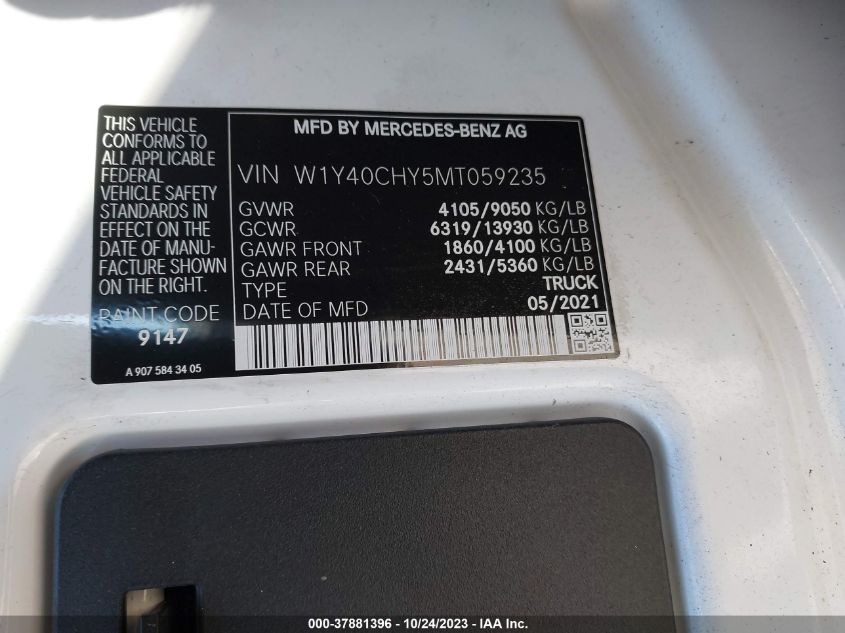 THIS VEHICLE
CONFORMS TO
ALL APPLICABLE
FEDERAL
VEHICLE SAFETY
STANDARDS IN
EFFECT ON THE
DATE OF MANU-
FACTURE SHOWN
ON THE RIGHT.
PAINT CODE
9147
A 907 584 34 05
MFD BY MERCEDES-BENZ AG
VIN W1Y40CHY5MT059235
GVWR 4105/9050 KG/LB
GCWR 6319/13930 KG/LB
GAWR FRONT 1860/4100 KG/LB
GAWR REAR 2431/5360 KG/LB
TYPE TRUCK
DATE OF MFD 05/2021
000-37881396 - 10/24/2023 - IAA Inc.